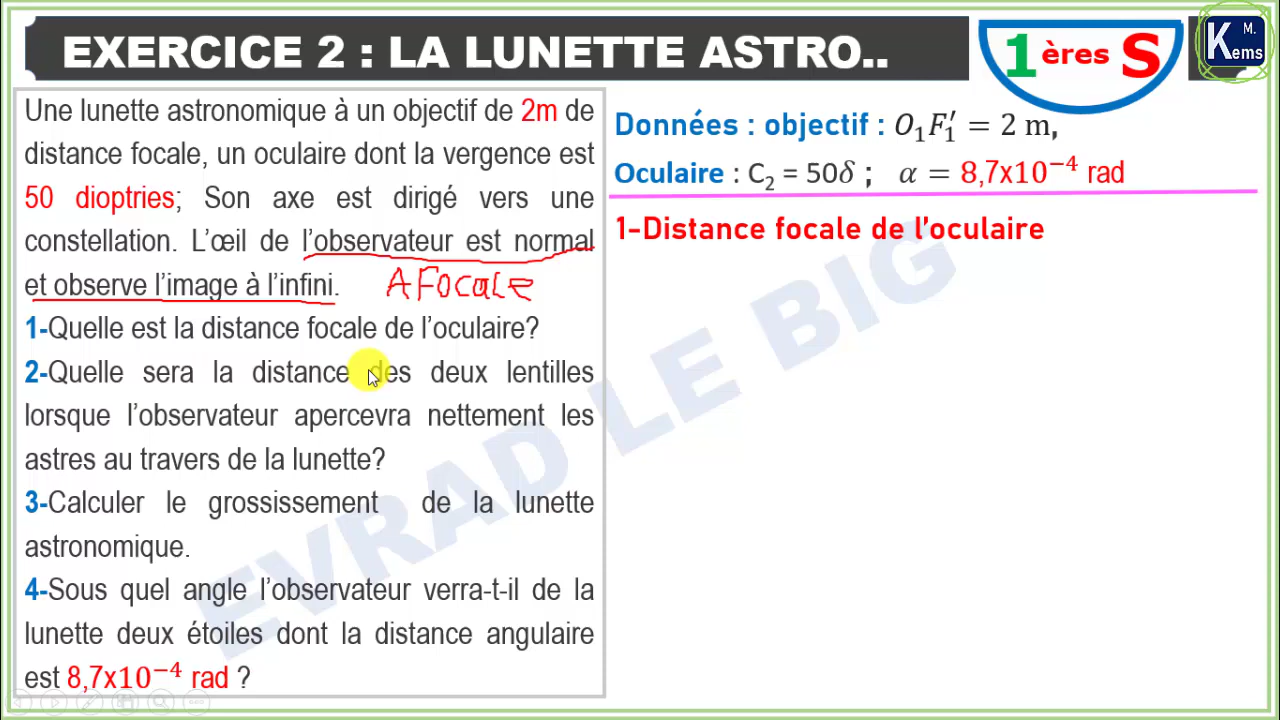 EXERCICE 2 : LA LUNETTE ASTRO..
1ères S
M.
Kems
Une lunette astronomique à un objectif de 2m de
distance focale, un oculaire dont la vergence est
50 dioptries; Son axe est dirigé vers une
constellation. L’œil de l’observateur est normal
et observe l’image à l’infini. AFOCALE
1-Quelle est la distance focale de l’oculaire?
2-Quelle sera la distance des deux lentilles
lorsque l’observateur apercevra nettement les
astres au travers de la lunette?
3-Calculer le grossissement de la lunette
astronomique.
4-Sous quel angle l’observateur verra-t-il de la
lunette deux étoiles dont la distance angulaire
est 8,7x10⁻⁴ rad ?
Données : objectif : O₁F₁′ = 2 m,
Oculaire : C₂ = 50δ ; α = 8,7x10⁻⁴ rad
1-Distance focale de l’oculaire
EVRAD LE BIG